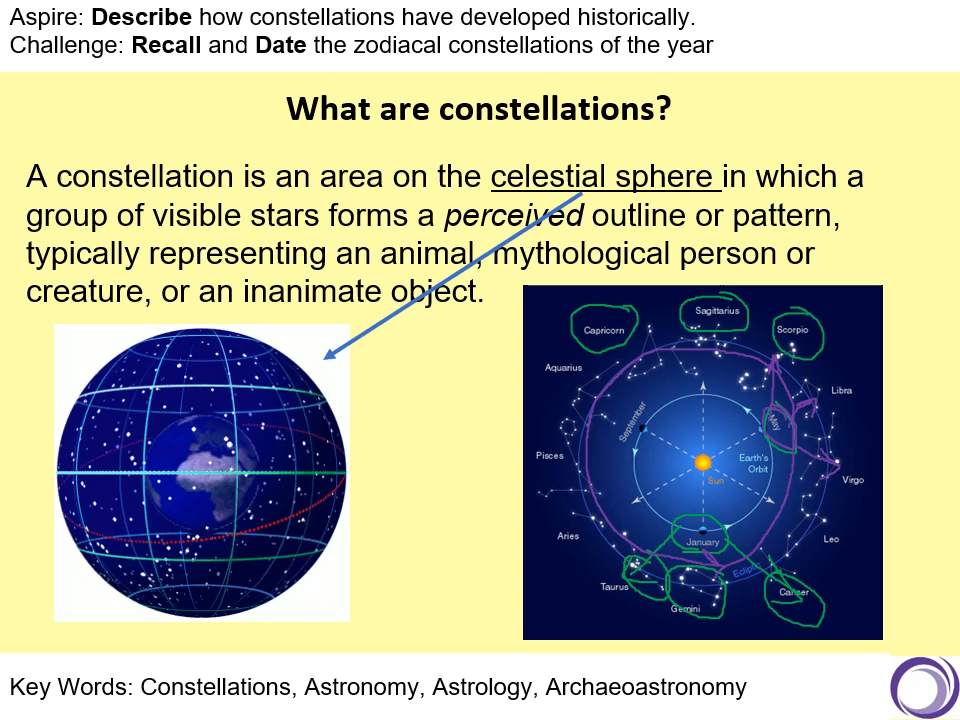 Aspire: Describe how constellations have developed historically.
Challenge: Recall and Date the zodiacal constellations of the year
What are constellations?
A constellation is an area on the celestial sphere in which a
group of visible stars forms a perceived outline or pattern,
typically representing an animal, mythological person or
creature, or an inanimate object.
Sagittarius
Capricorn
Scorpio
Aquarius
Libra
September
May
Pisces
Earth's
Orbit
Sun
Virgo
Aries
January
Leo
Ecliptic
Taurus
Cancer
Gemini
Key Words: Constellations, Astronomy, Astrology, Archaeoastronomy